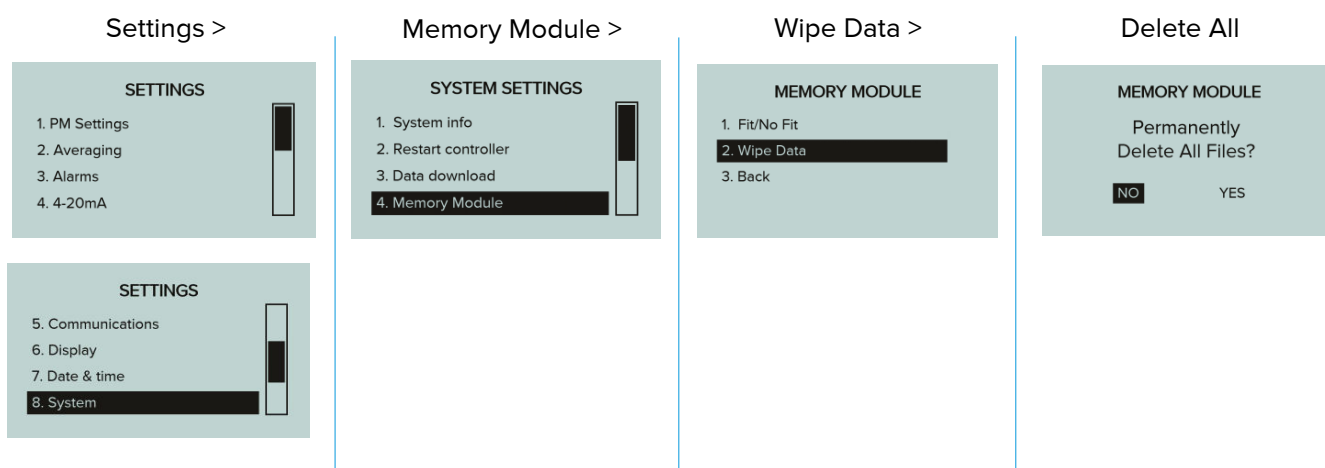 Settings >
SETTINGS
1. PM Settings
2. Averaging
3. Alarms
4. 4-20mA
SETTINGS
5. Communications
6. Display
7. Date & time
8. System
Memory Module >
SYSTEM SETTINGS
1. System info
2. Restart controller
3. Data download
4. Memory Module
Wipe Data >
MEMORY MODULE
1. Fit/No Fit
2. Wipe Data
3. Back
Delete All
MEMORY MODULE
Permanently
Delete All Files?
NO YES